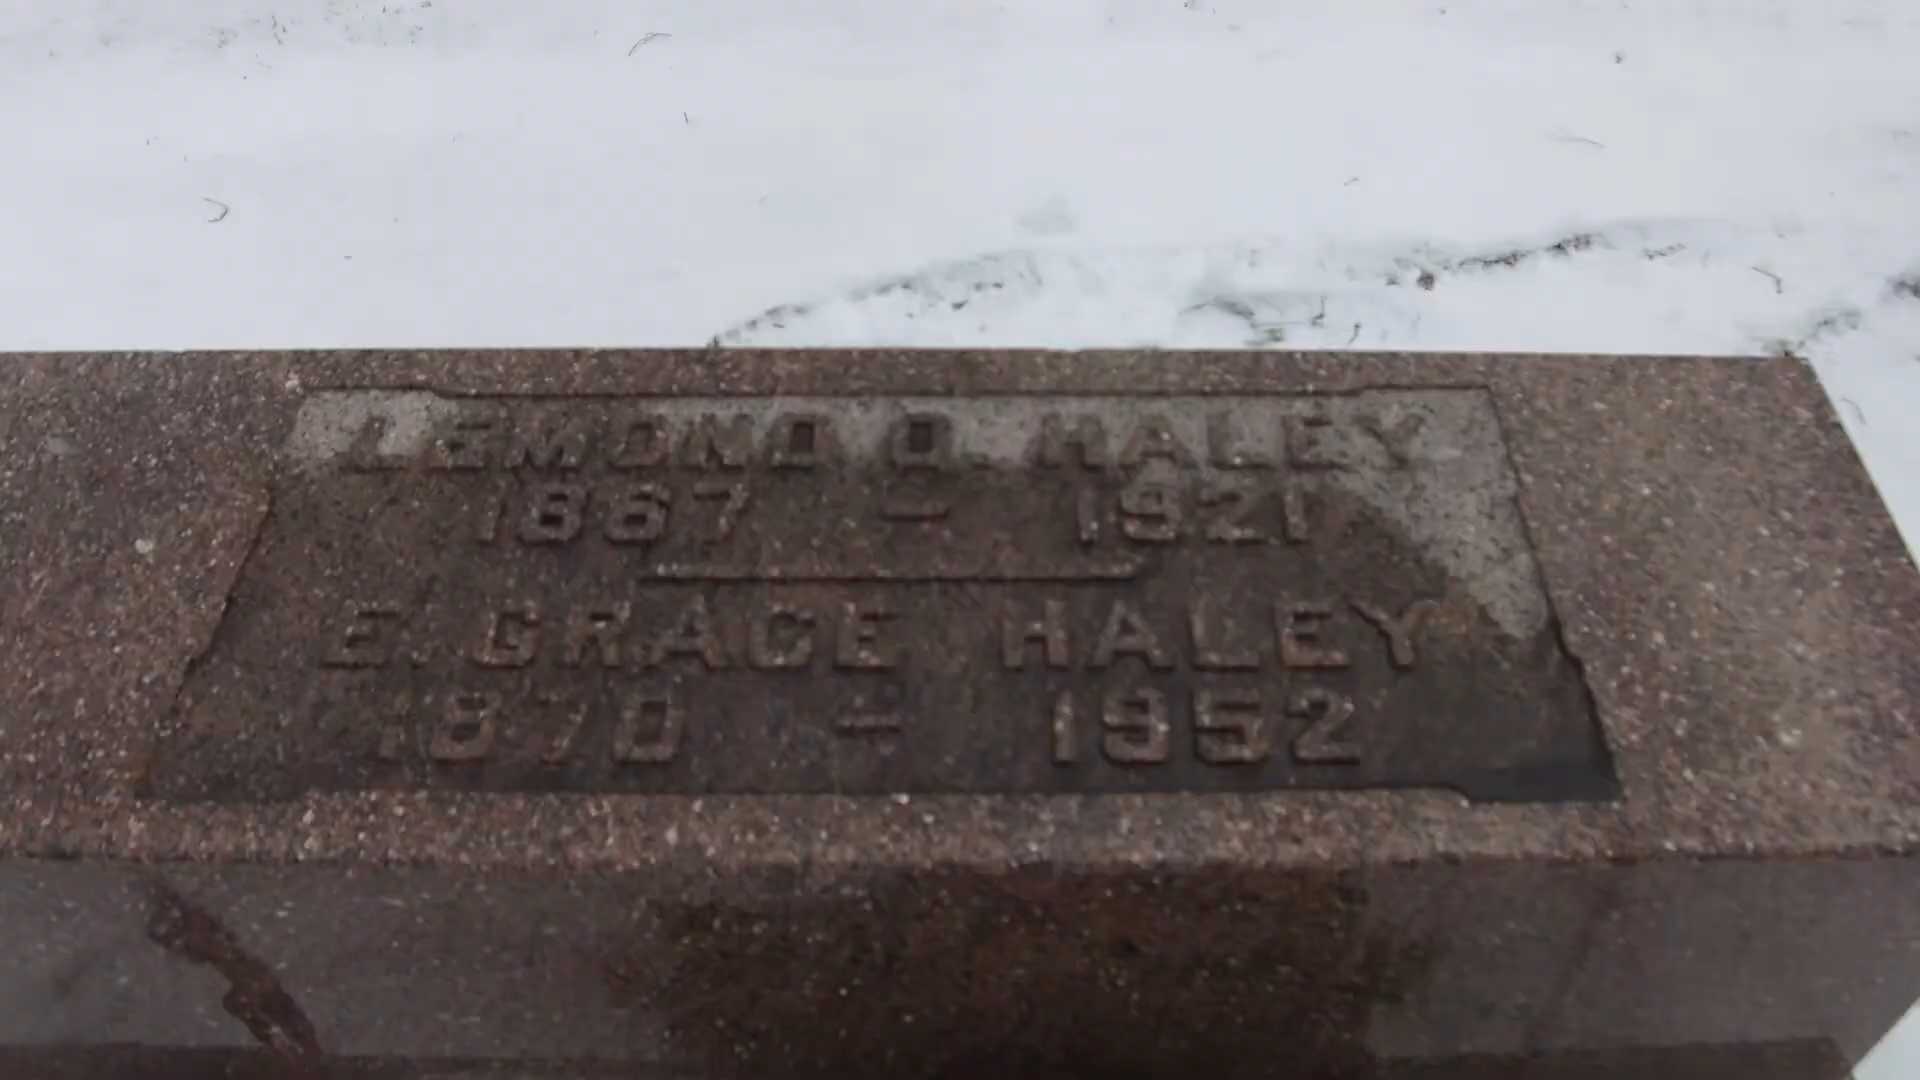 LEMOND D. HALEY
1867 – 1921
E. GRACE HALEY
1870 – 1952